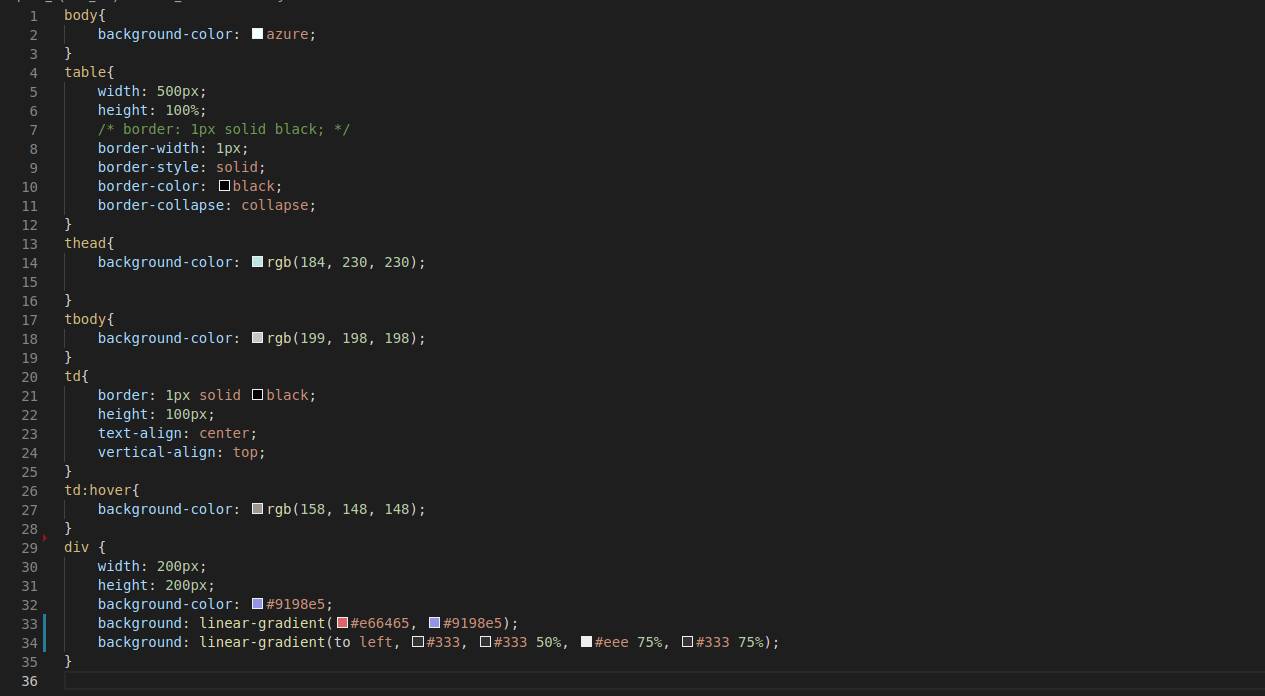 1 body{
2 background-color: azure;
3 }
4 table{
5 width: 500px;
6 height: 100%;
7 /* border: 1px solid black; */
8 border-width: 1px;
9 border-style: solid;
10 border-color: black;
11 border-collapse: collapse;
12 }
13 thead{
14 background-color: rgb(184, 230, 230);
15
16 }
17 tbody{
18 background-color: rgb(199, 198, 198);
19 }
20 td{
21 border: 1px solid black;
22 height: 100px;
23 text-align: center;
24 vertical-align: top;
25 }
26 td:hover{
27 background-color: rgb(158, 148, 148);
28 }
29 div {
30 width: 200px;
31 height: 200px;
32 background-color: #9198e5;
33 background: linear-gradient(#e66465, #9198e5);
34 background: linear-gradient(to left, #333, #333 50%, #eee 75%, #333 75%);
35 }
36